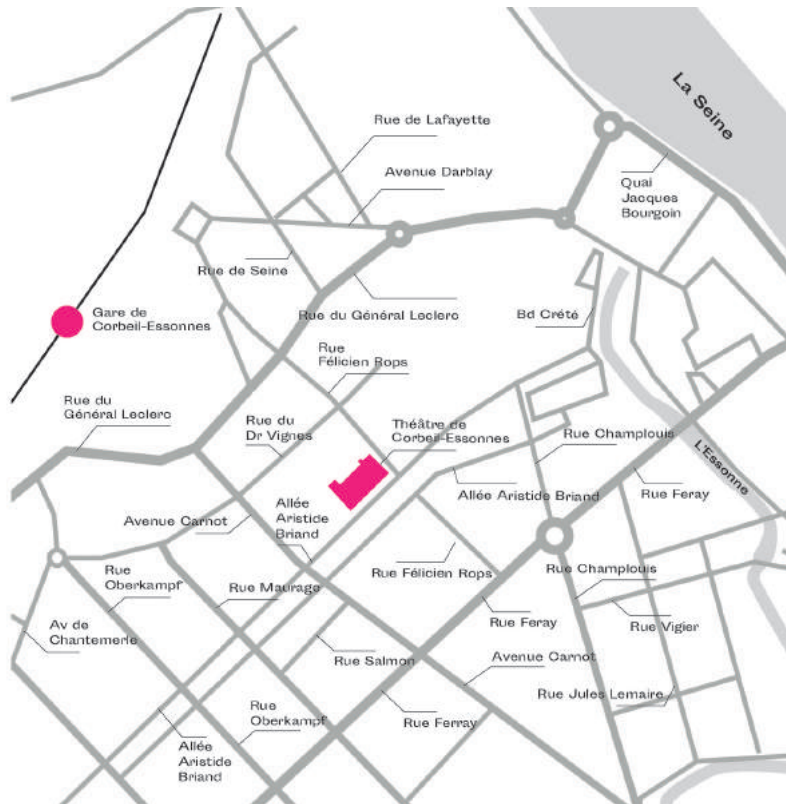 La Seine
Rue de Lafayette
Avenue Darblay
Quai
Jacques
Bourgoin
Rue de Seine
Gare de
Corbeil-Essonnes
Rue du Général Leclerc
Bd Crété
Rue
Félicien Rops
Rue du
Général Leclerc
Rue du
Dr Vignes
Théâtre de
Corbeil-Essonnes
Rue Champlouis
L'Essonne
Rue Feray
Allée Aristide Briand
Avenue Carnot
Allée
Aristide
Briand
Rue
Oberkampf
Rue Maurage
Rue Félicien Rops
Rue Champlouis
Av de
Chantemerle
Rue Feray
Rue Vigier
Rue Salmon
Avenue Carnot
Rue Jules Lemaire
Rue
Oberkampf
Rue Ferray
Allée
Aristide
Briand